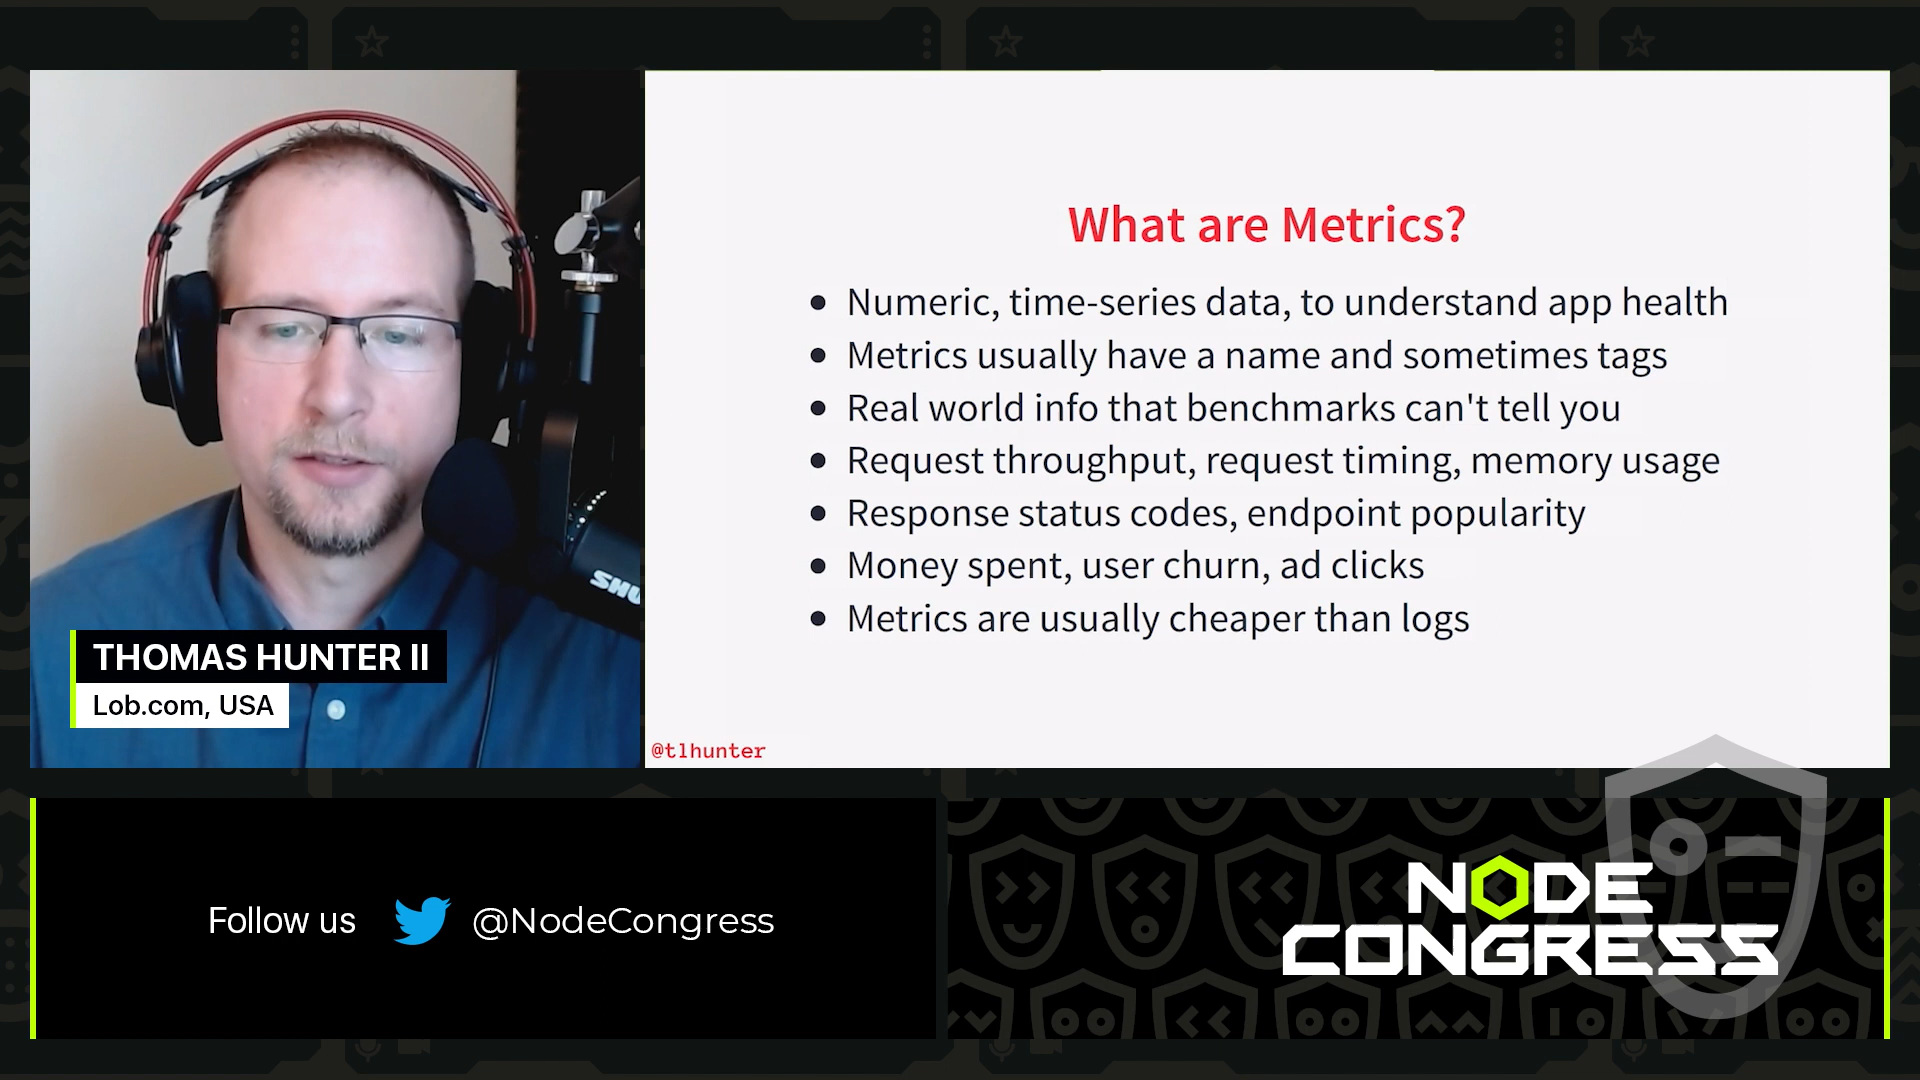 What are Metrics?
Numeric, time-series data, to understand app health
Metrics usually have a name and sometimes tags
Real world info that benchmarks can't tell you
Request throughput, request timing, memory usage
Response status codes, endpoint popularity
Money spent, user churn, ad clicks
Metrics are usually cheaper than logs
@tlhunter
THOMAS HUNTER II
Lob.com, USA
Follow us @NodeCongress
NODE
CONGRESS